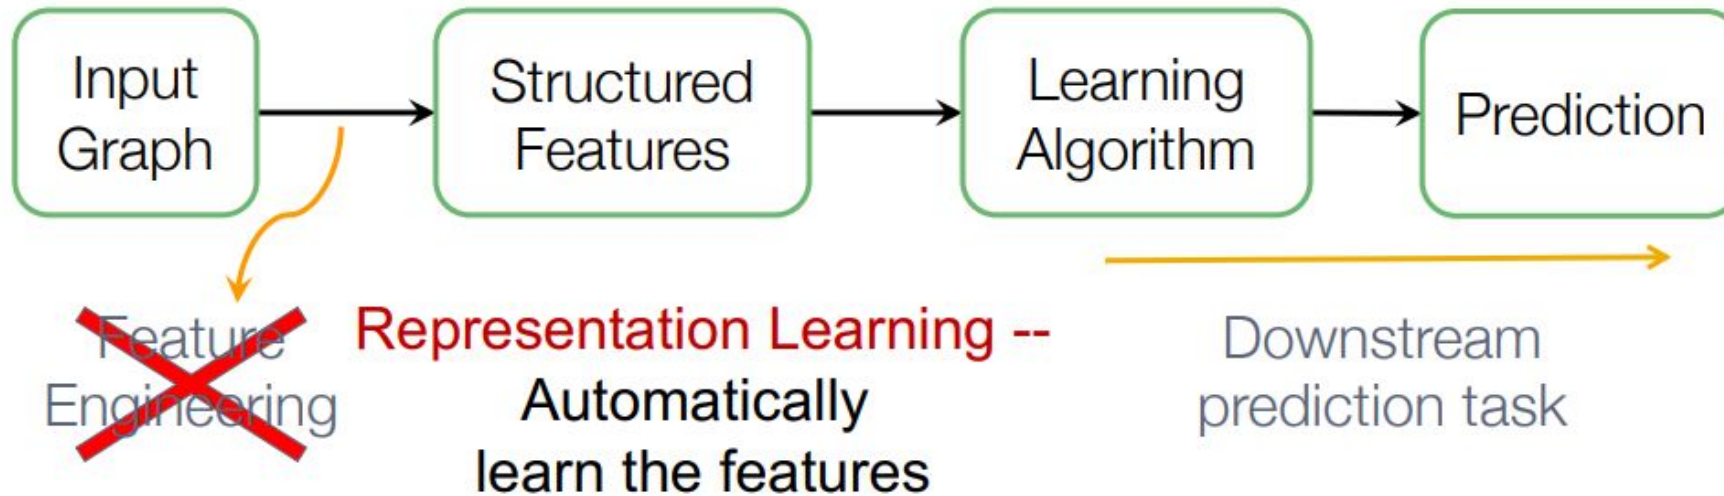 Input
Graph
Structured
Features
Learning
Algorithm
Prediction
Feature
Engineering
Representation Learning --
Automatically
learn the features
Downstream
prediction task